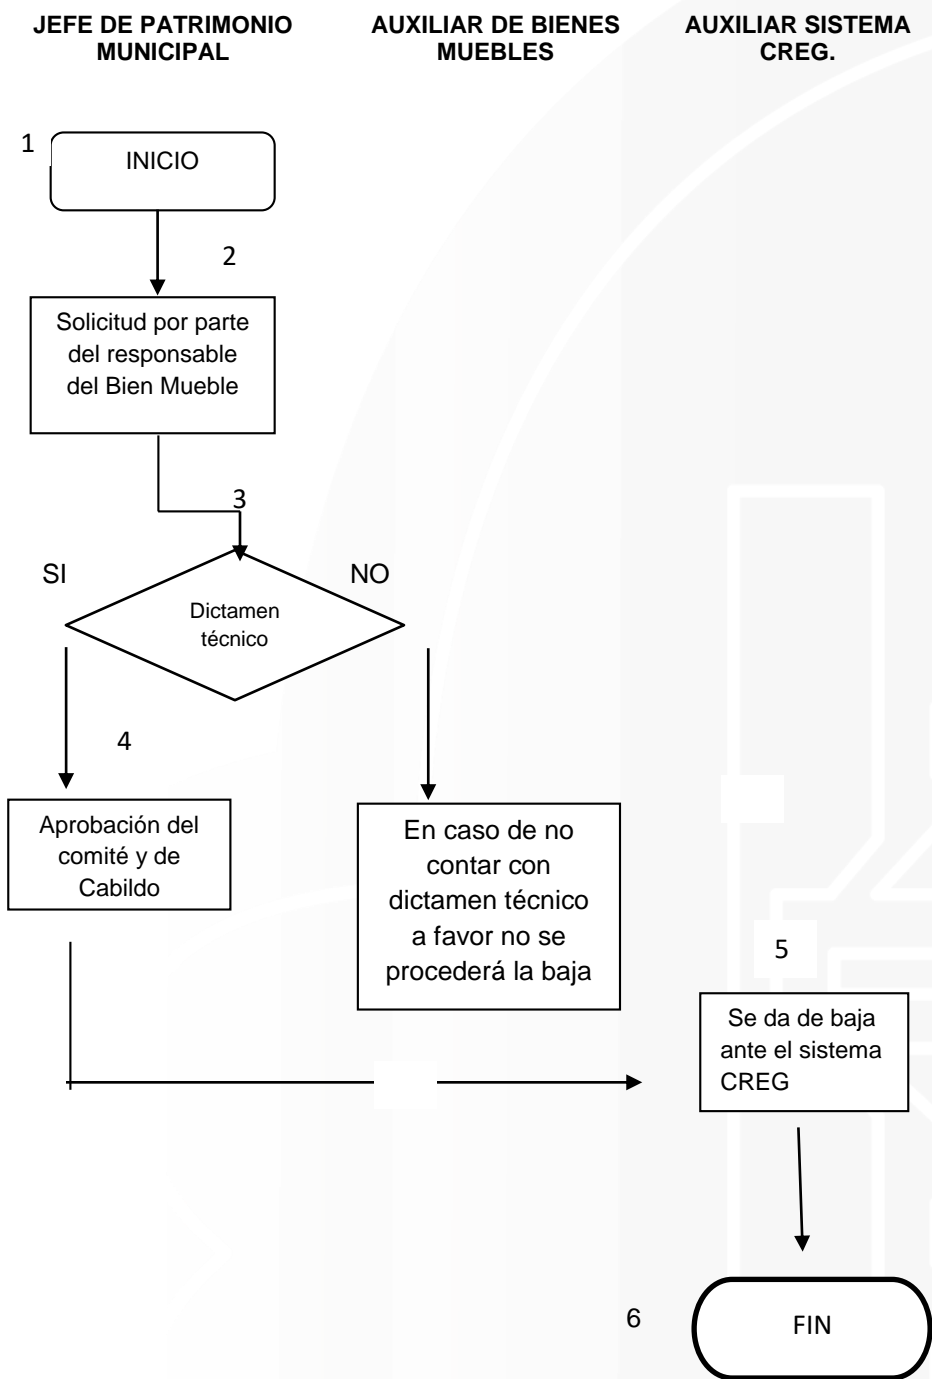 JEFE DE PATRIMONIO
MUNICIPAL
AUXILIAR DE BIENES
MUEBLES
AUXILIAR SISTEMA
CREG.
1
INICIO
2
Solicitud por parte
del responsable
del Bien Mueble
3
SI
NO
Dictamen
técnico
4
Aprobación del
comité y de
Cabildo
En caso de no
contar con
dictamen técnico
a favor no se
procederá la baja
5
Se da de baja
ante el sistema
CREG
6
FIN